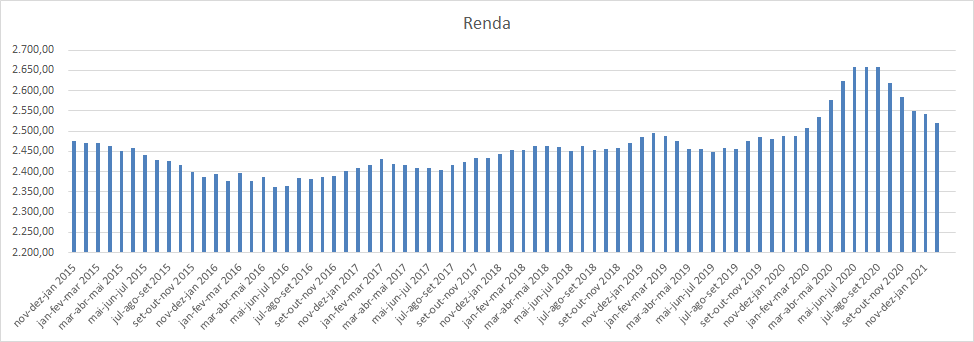 Renda
2.700,00
2.650,00
2.600,00
2.550,00
2.500,00
2.450,00
2.400,00
2.350,00
2.300,00
2.250,00
2.200,00
nov-dez-jan 2015
jan-fev-mar 2015
mar-abr-mai 2015
mai-jun-jul 2015
jul-ago-set 2015
set-out-nov 2015
nov-dez-jan 2016
jan-fev-mar 2016
mar-abr-mai 2016
mai-jun-jul 2016
jul-ago-set 2016
set-out-nov 2016
nov-dez-jan 2017
jan-fev-mar 2017
mar-abr-mai 2017
mai-jun-jul 2017
jul-ago-set 2017
set-out-nov 2017
nov-dez-jan 2018
jan-fev-mar 2018
mar-abr-mai 2018
mai-jun-jul 2018
jul-ago-set 2018
set-out-nov 2018
nov-dez-jan 2019
jan-fev-mar 2019
mar-abr-mai 2019
mai-jun-jul 2019
jul-ago-set 2019
set-out-nov 2019
nov-dez-jan 2020
jan-fev-mar 2020
mar-abr-mai 2020
mai-jun-jul 2020
jul-ago-set 2020
set-out-nov 2020
nov-dez-jan 2021